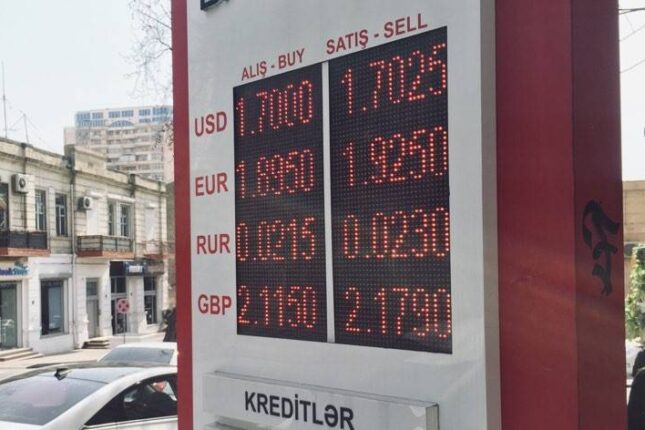 ALIŞ - BUY SATIŞ - SELL
USD 1.7000 1.7025
EUR 1.8950 1.9250
RUR 0.0215 0.0230
GBP 2.1150 2.1790
KREDİTLƏR